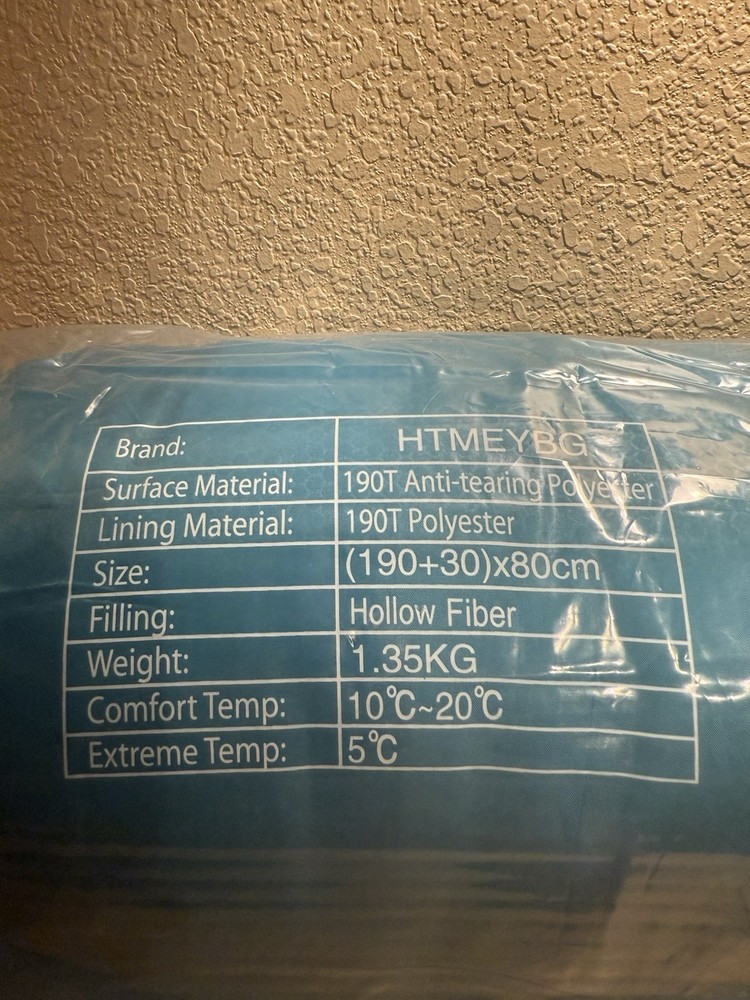 Brand: HTMEYBG
Surface Material: 190T Anti-tearing Polyester
Lining Material: 190T Polyester
Size: (190+30)x80cm
Filling: Hollow Fiber
Weight: 1.35KG
Comfort Temp: 10℃~20℃
Extreme Temp: 5℃